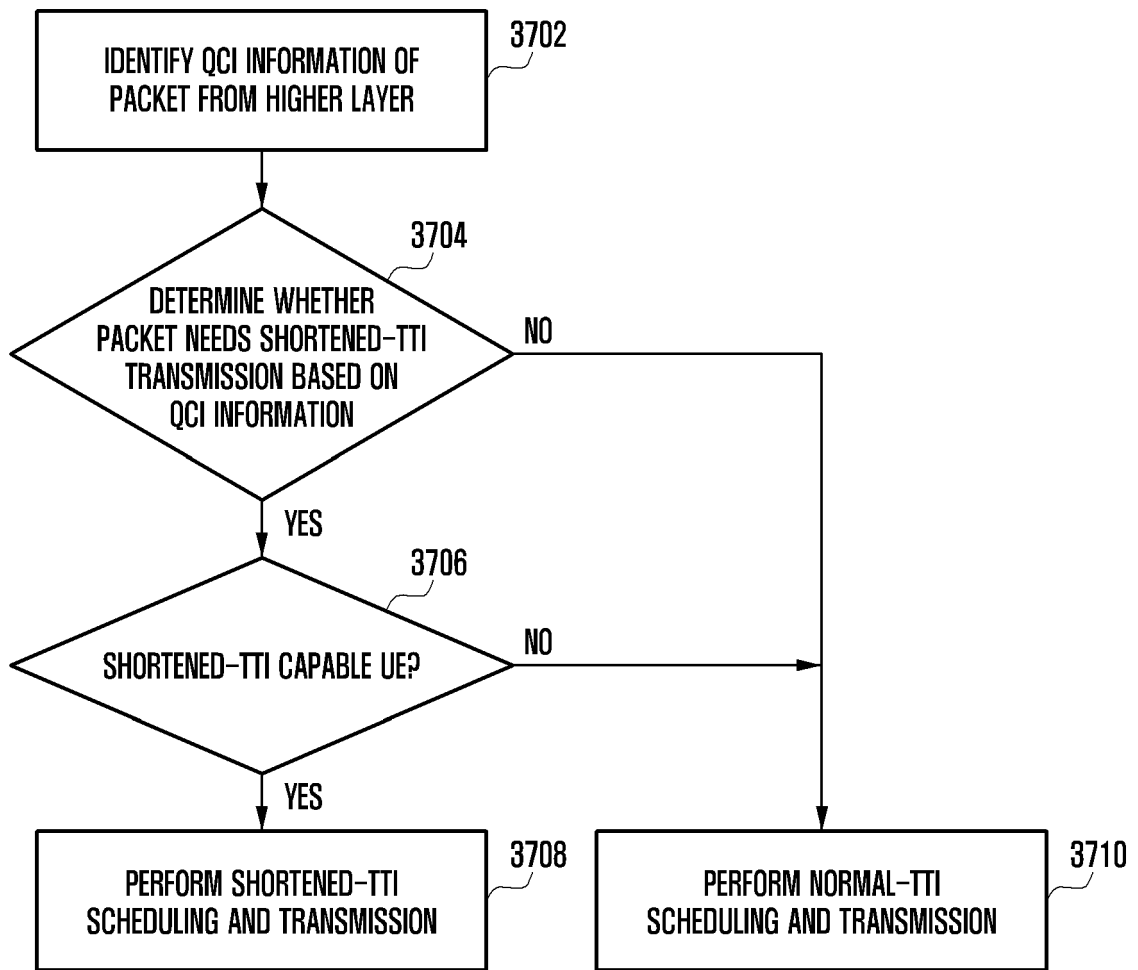 3702
IDENTIFY QCI INFORMATION OF
PACKET FROM HIGHER LAYER
3704
DETERMINE WHETHER
PACKET NEEDS SHORTENED-TTI
TRANSMISSION BASED ON
QCI INFORMATION
NO
YES
3706
SHORTENED-TTI CAPABLE UE?
NO
YES
3708
PERFORM SHORTENED-TTI
SCHEDULING AND TRANSMISSION
3710
PERFORM NORMAL-TTI
SCHEDULING AND TRANSMISSION